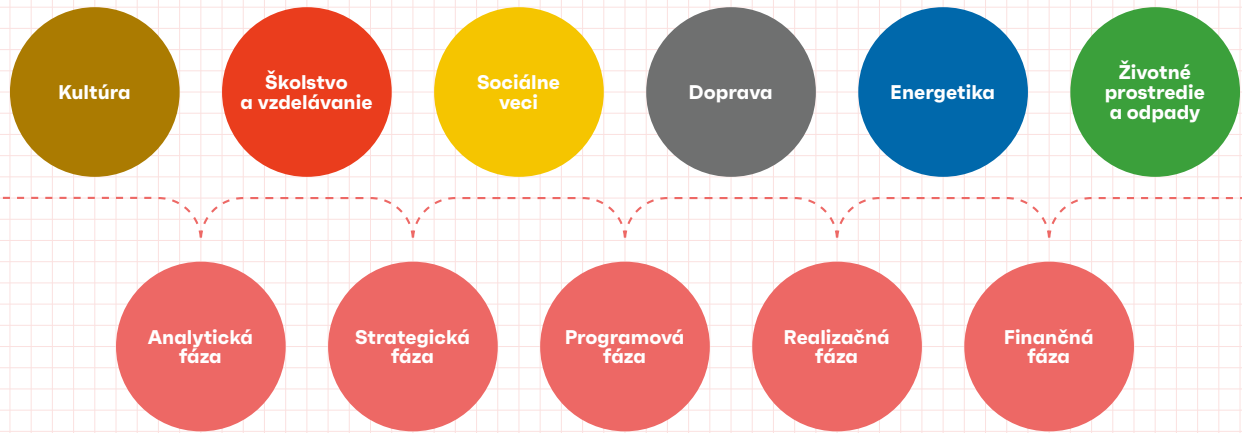 Kultúra
Školstvo
a vzdelávanie
Sociálne
veci
Doprava
Energetika
Životné
prostredie
a odpady
Analytická
fáza
Strategická
fáza
Programová
fáza
Realizačná
fáza
Finančná
fáza